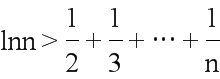 lnn > 1/2 + 1/3 + ⋯ + 1/n